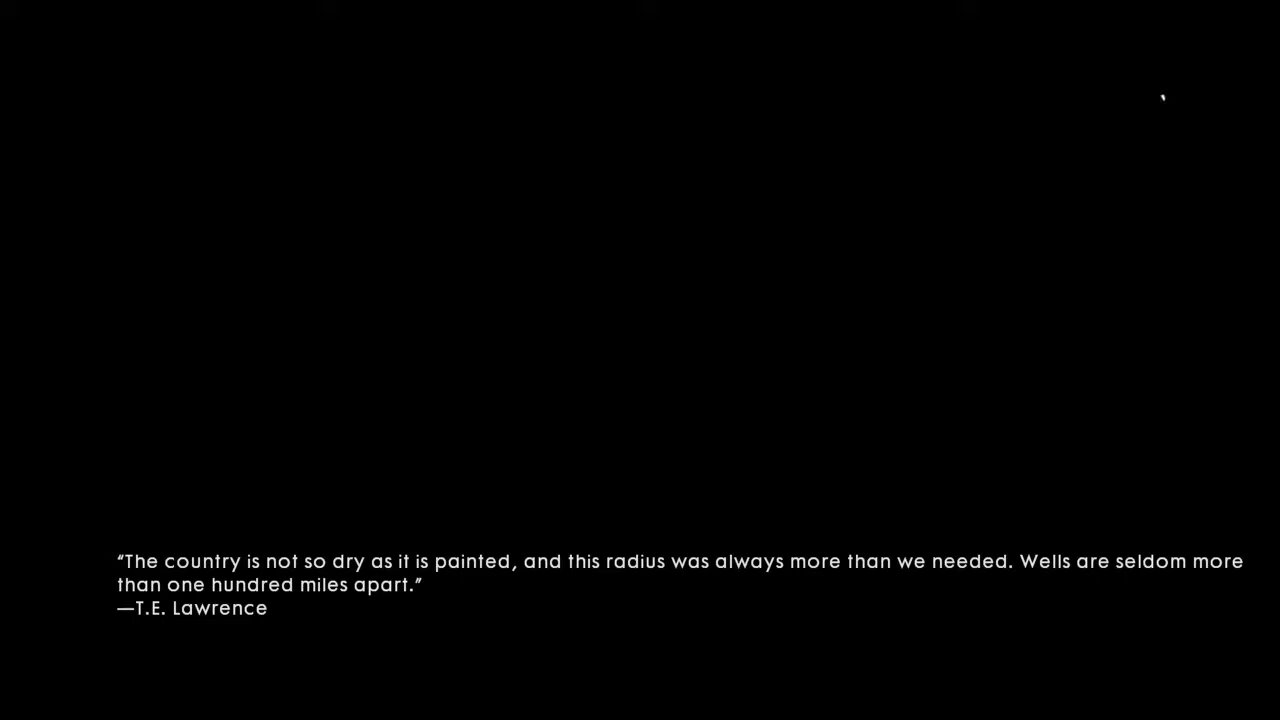 “The country is not so dry as it is painted, and this radius was always more than we needed. Wells are seldom more
than one hundred miles apart.”
—T.E. Lawrence